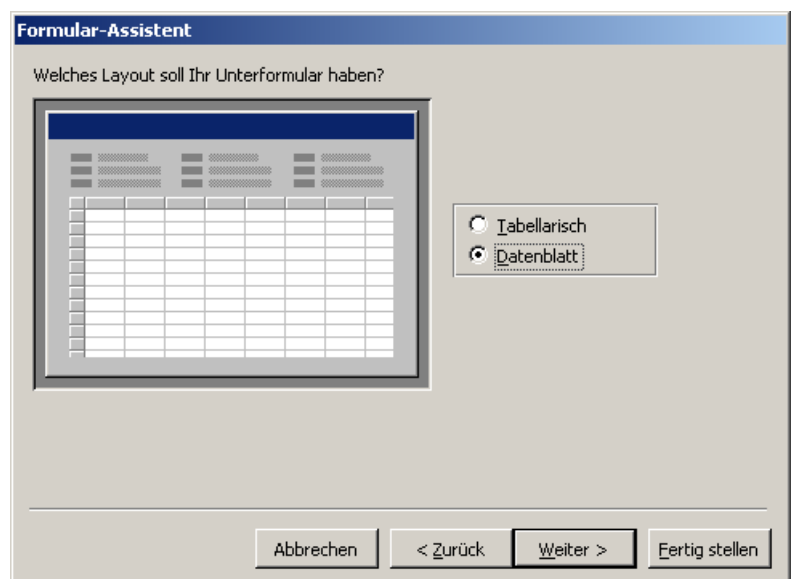 Formular-Assistent
Welches Layout soll Ihr Unterformular haben?
Tabellarisch
Datenblatt
Abbrechen
< Zurück
Weiter >
Fertig stellen